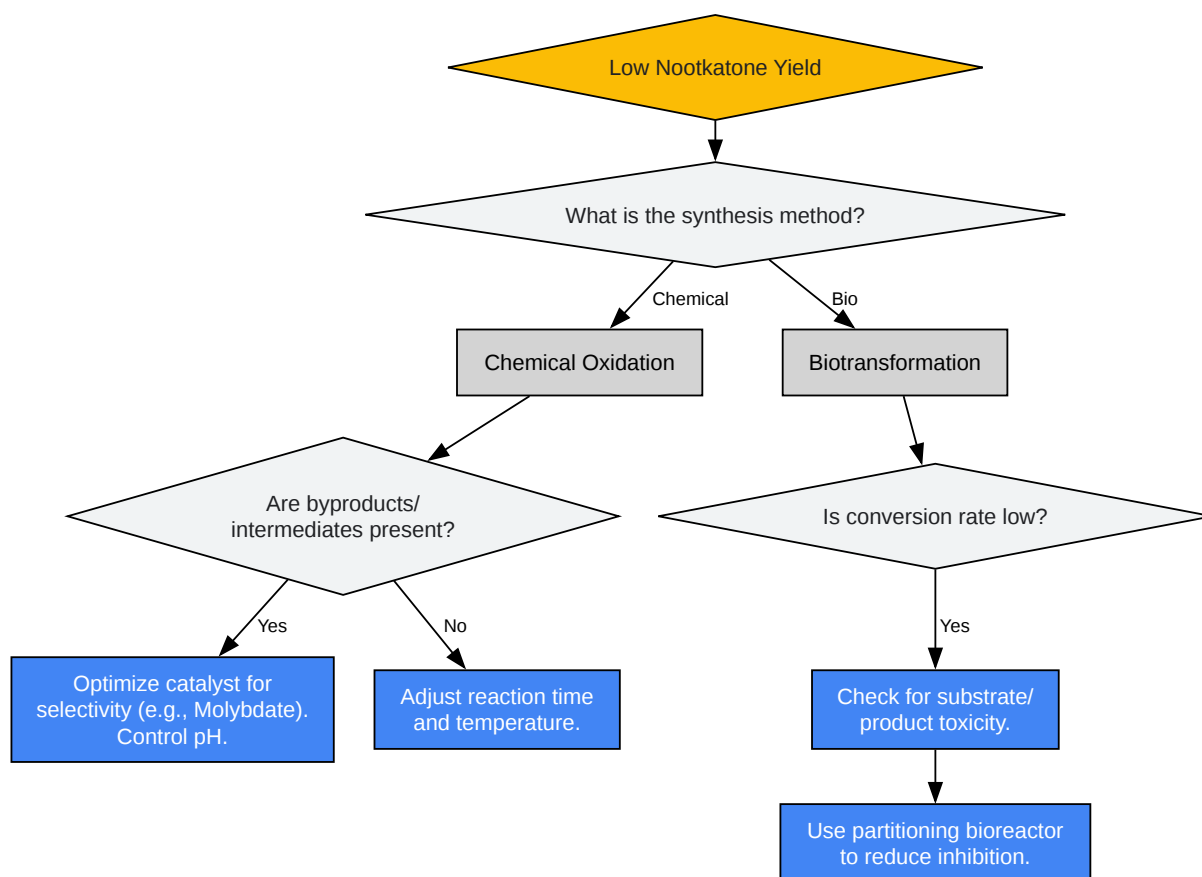 Low Nootkatone Yield
What is the synthesis method?
Chemical
Bio
Chemical Oxidation
Biotransformation
Are byproducts/
intermediates present?
Is conversion rate low?
Yes
No
Yes
Optimize catalyst for
selectivity (e.g., Molybdate).
Control pH.
Adjust reaction time
and temperature.
Check for substrate/
product toxicity.
Use partitioning bioreactor
to reduce inhibition.